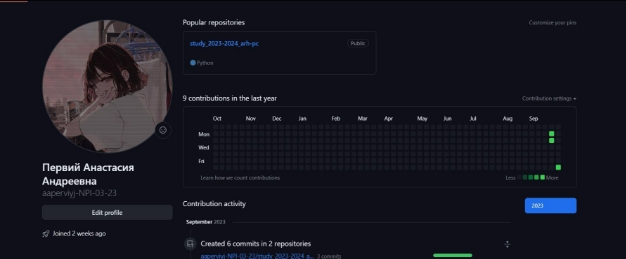 Popular repositories
Customize your pins
study_2023-2024_arh-pc
Public
Python
9 contributions in the last year
Contribution settings
Oct Nov Dec Jan Feb Mar Apr May Jun Jul Aug Sep
Mon
Wed
Fri
Learn how we count contributions
Less More
Первий Анастасия
Андреевна
aaperviyj-NPI-03-23
Edit profile
Joined 2 weeks ago
Contribution activity
2023
September 2023
Created 6 commits in 2 repositories
aaperviyj-NPI-03-23/study_2023-2024_a... 3 commits